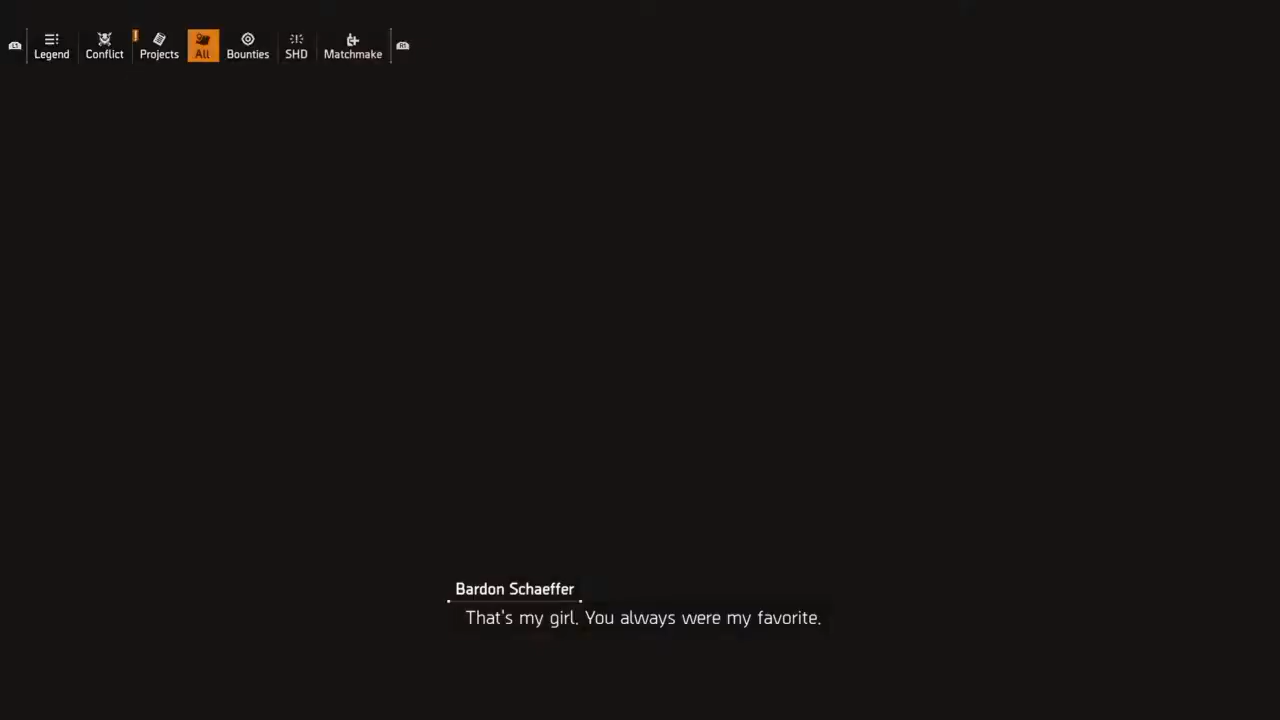 Legend Conflict Projects All Bounties SHD Matchmake
Bardon Schaeffer
That's my girl. You always were my favorite.